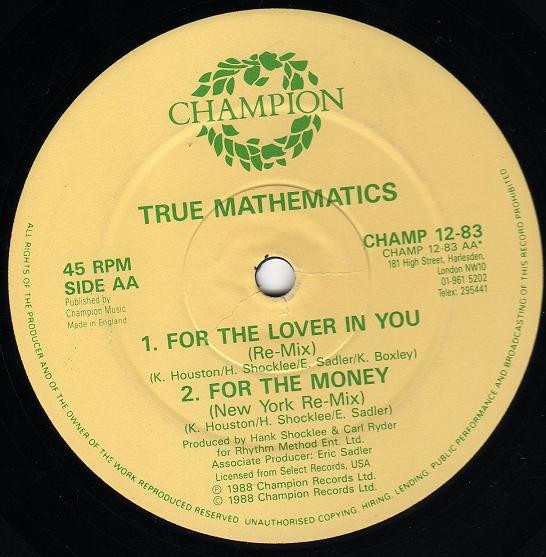 CHAMPION
TRUE MATHEMATICS
45 RPM
SIDE AA
Published by
Champion Music
Made in England
CHAMP 12-83
CHAMP 12-83 AA*
181 High Street, Harlesden,
London NW10
01-961 5202
Telex: 295441
1. FOR THE LOVER IN YOU
(Re-Mix)
(K. Houston/H. Shocklee/E. Sadler/K. Boxley)
2. FOR THE MONEY
(New York Re-Mix)
(K. Houston/H. Shocklee/E. Sadler)
Produced by Hank Shocklee & Carl Ryder
for Rhythm Method Ent. Ltd.
Associate Producer: Eric Sadler
Licensed from Select Records, USA
℗ 1988 Champion Records Ltd.
© 1988 Champion Records Ltd.
ALL RIGHTS OF THE PRODUCER AND OF THE OWNER OF THE WORK REPRODUCED RESERVED UNAUTHORISED COPYING, HIRING, LENDING, PUBLIC PERFORMANCE AND BROADCASTING OF THIS RECORD PROHIBITED